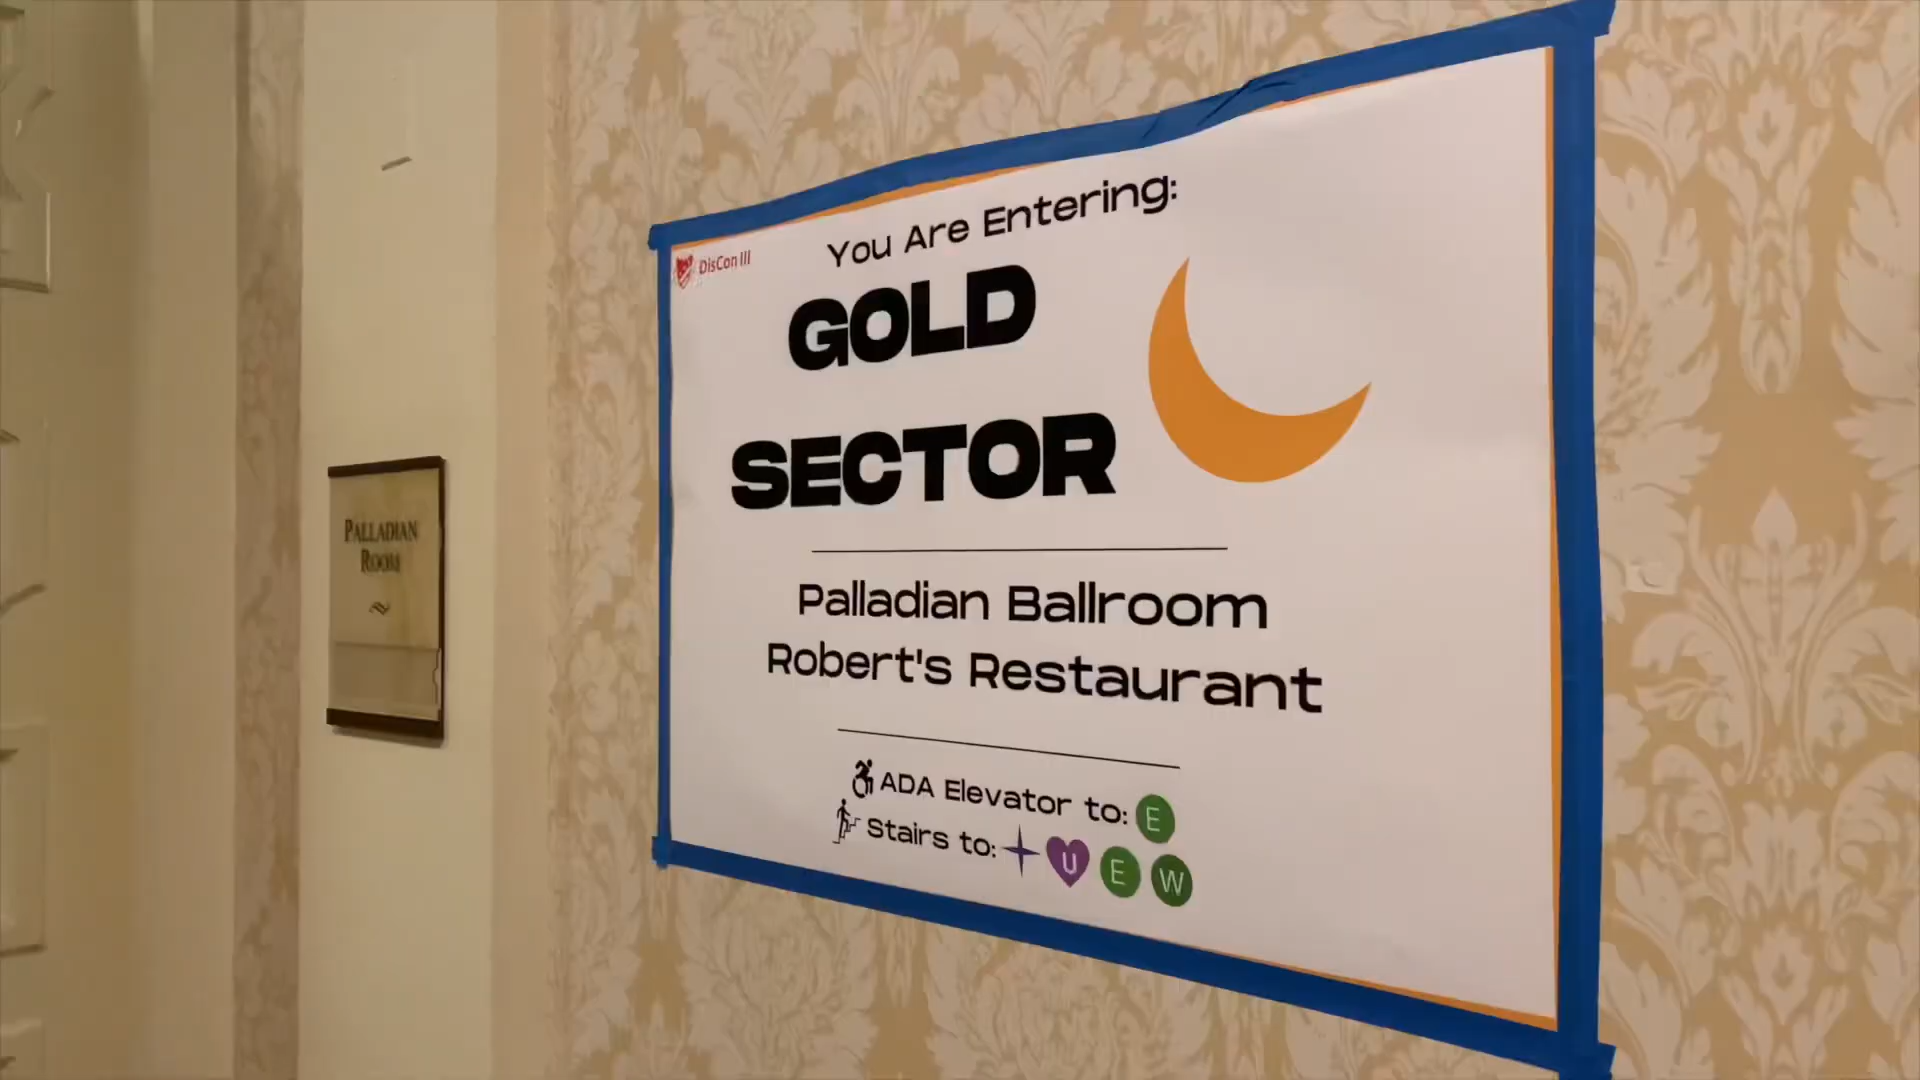 DisCon III
You Are Entering:
GOLD
SECTOR
Palladian Ballroom
Robert's Restaurant
ADA Elevator to: E
Stairs to: U E W
PALLADIAN
ROOM